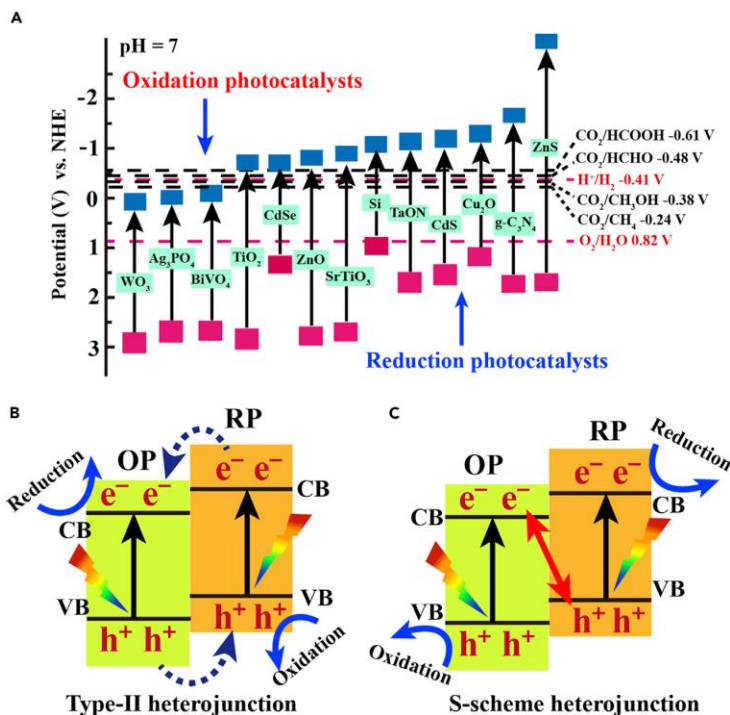 A
pH = 7
Oxidation photocatalysts
Potential (V) vs. NHE
-2
-1
0
1
2
3
WO₃
Ag₃PO₄
BiVO₄
TiO₂
CdSe
ZnO
SrTiO₃
Si
TaON
CdS
Cu₂O
g-C₃N₄
ZnS
CO₂/HCOOH -0.61 V
CO₂/HCHO -0.48 V
H⁺/H₂ -0.41 V
CO₂/CH₃OH -0.38 V
CO₂/CH₄ -0.24 V
O₂/H₂O 0.82 V
Reduction photocatalysts
B
Reduction
OP
RP
e⁻ e⁻
e⁻ e⁻
CB
CB
VB
VB
h⁺ h⁺
h⁺ h⁺
Oxidation
Type-II heterojunction
C
OP
RP
Reduction
e⁻ e⁻
e⁻ e⁻
CB
CB
VB
VB
h⁺ h⁺
h⁺ h⁺
Oxidation
S-scheme heterojunction